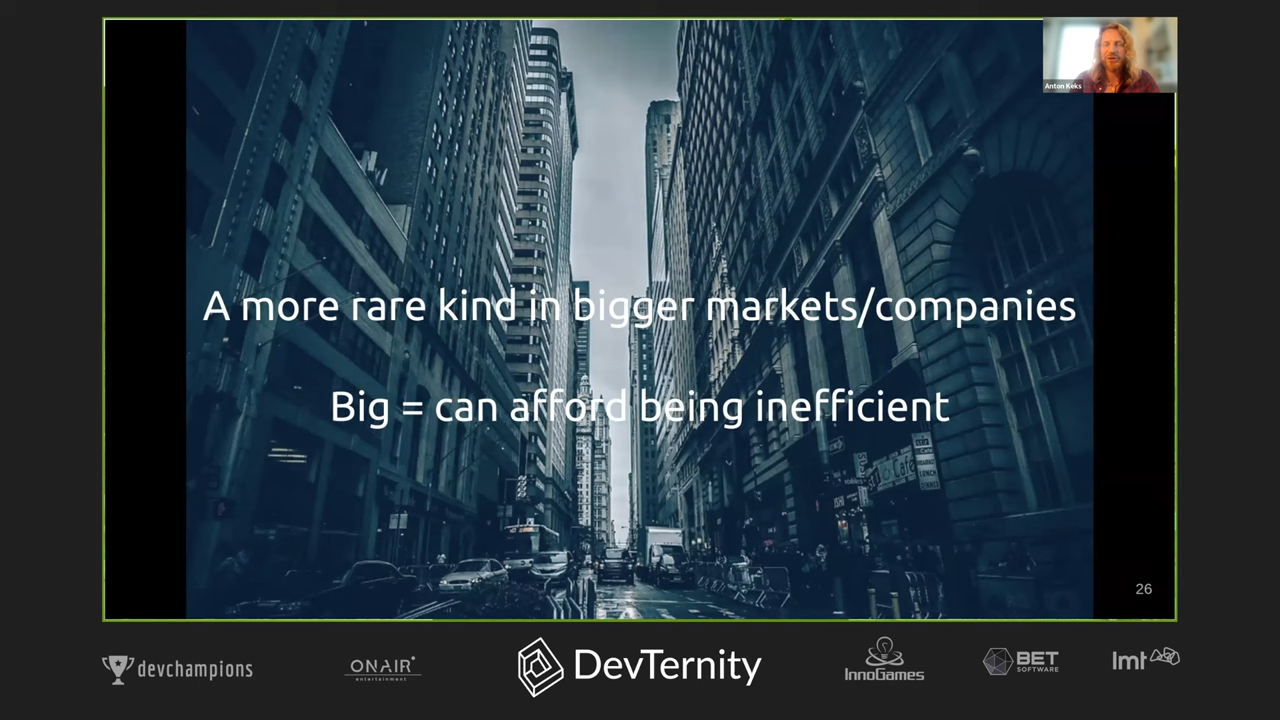 Anton Keks
A more rare kind in bigger markets/companies
Big = can afford being inefficient
26
devchampions
ONAIR
entertainment
DevTernity
InnoGames
BET
SOFTWARE
lmt